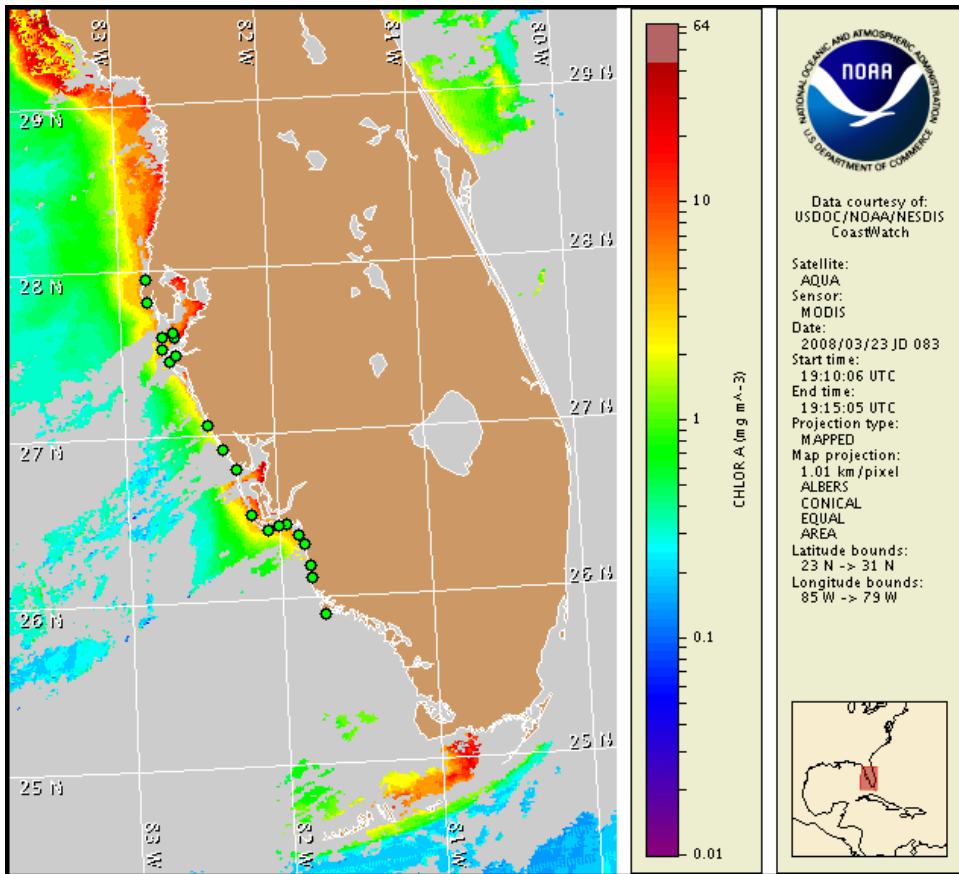 83 W
82 W
81 W
80 W
29 N
29 N
28 N
28 N
27 N
27 N
26 N
26 N
25 N
25 N
83 W
82 W
81 W
64
10
1
0.1
0.01
CHLOR A (mg m^-3)
NATIONAL OCEANIC AND ATMOSPHERIC ADMINISTRATION
NOAA
U.S. DEPARTMENT OF COMMERCE
Data courtesy of:
USDOC/NOAA/NESDIS
CoastWatch
Satellite:
AQUA
Sensor:
MODIS
Date:
2008/03/23 JD 083
Start time:
19:10:06 UTC
End time:
19:15:05 UTC
Projection type:
MAPPED
Map projection:
1.01 km/pixel
ALBERS
CONICAL
EQUAL
AREA
Latitude bounds:
23 N -> 31 N
Longitude bounds:
85 W -> 79 W